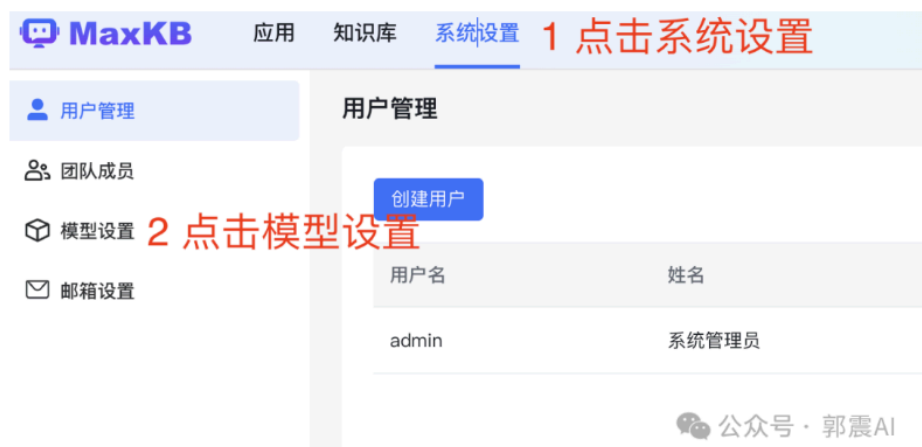 MaxKB 应用 知识库 系统设置 1 点击系统设置
用户管理 用户管理
团队成员
创建用户
模型设置 2 点击模型设置
用户名 姓名
邮箱设置
admin 系统管理员
公众号 · 郭震AI